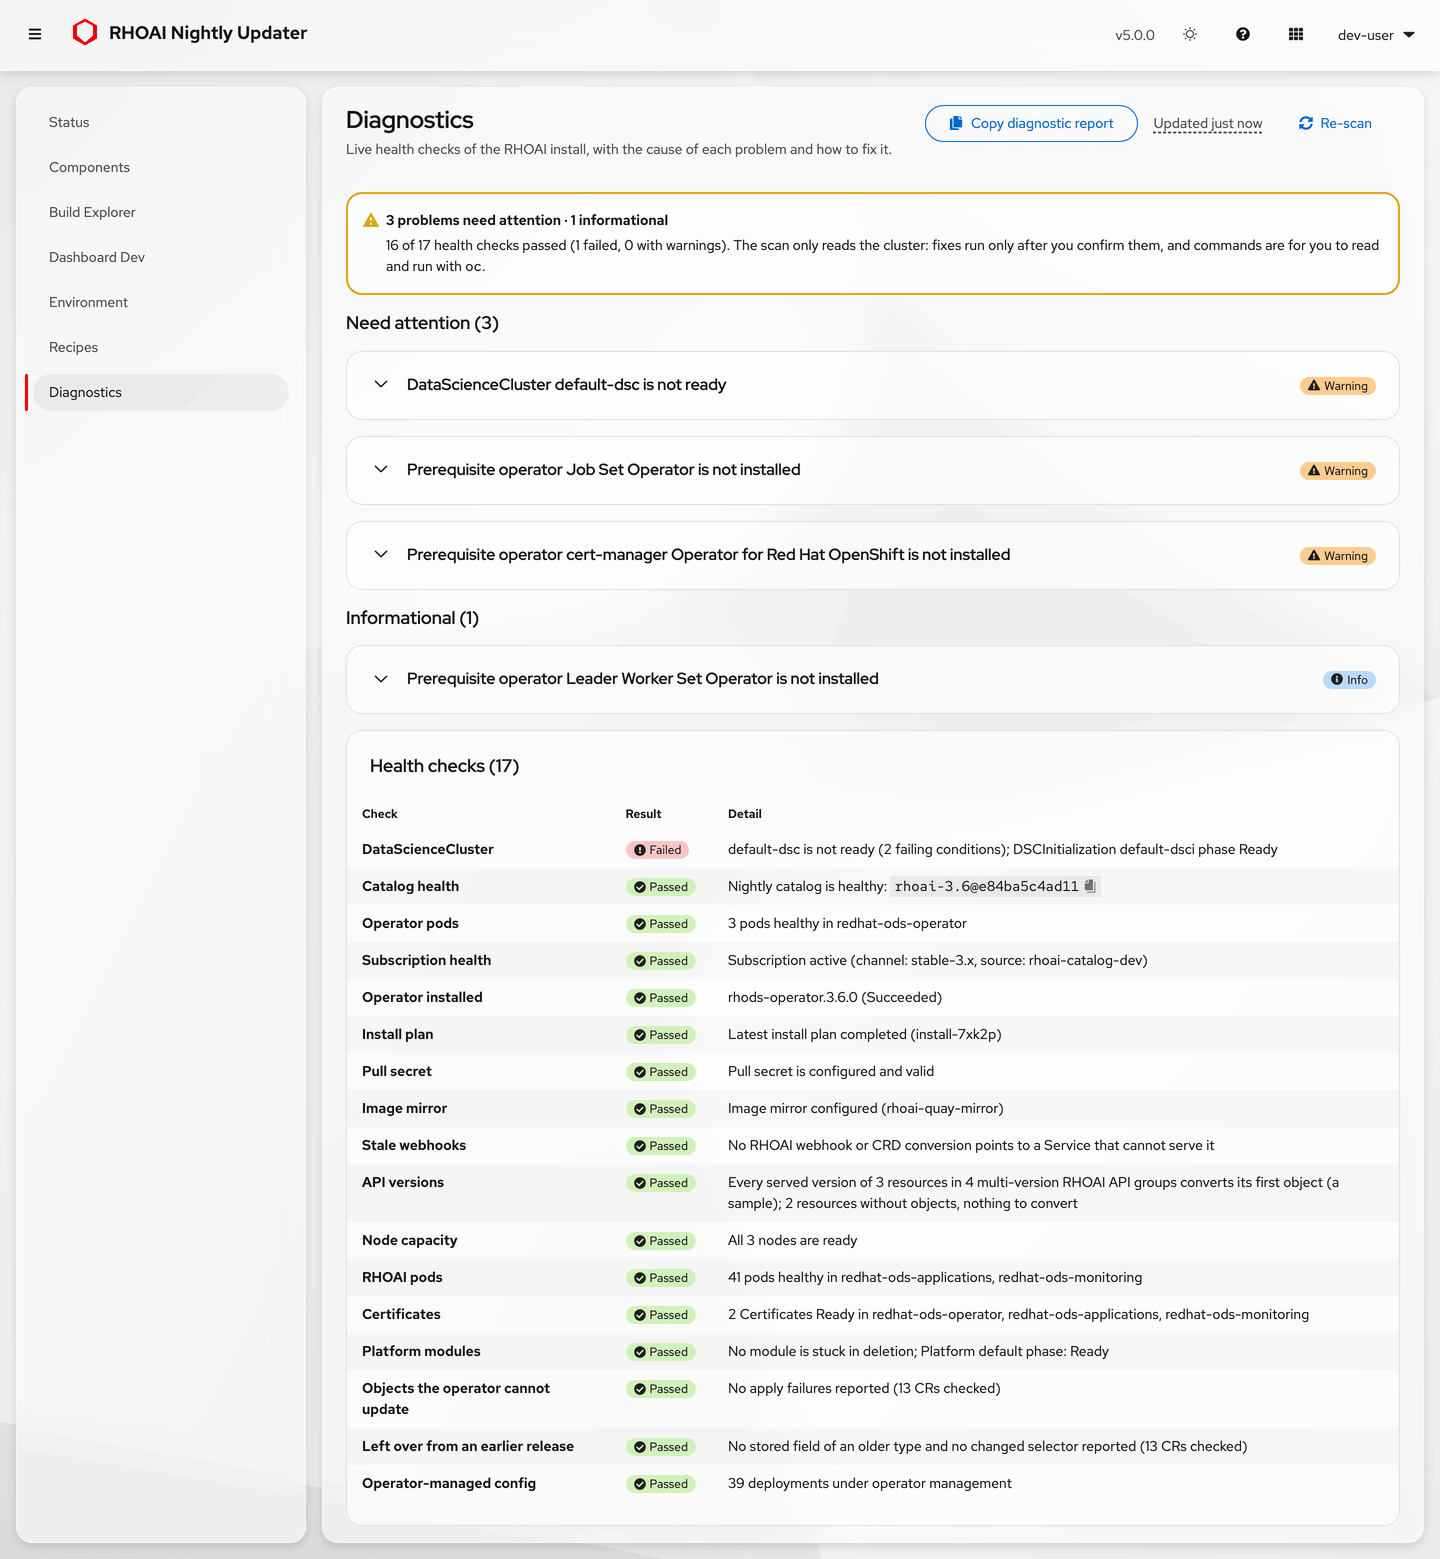 RHOAI Nightly Updater
v5.0.0
dev-user
Status
Components
Build Explorer
Dashboard Dev
Environment
Recipes
Diagnostics
Diagnostics
Live health checks of the RHOAI install, with the cause of each problem and how to fix it.
Copy diagnostic report
Updated just now
Re-scan
3 problems need attention · 1 informational
16 of 17 health checks passed (1 failed, 0 with warnings). The scan only reads the cluster: fixes run only after you confirm them, and commands are for you to read
and run with oc.
Need attention (3)
DataScienceCluster default-dsc is not ready
Warning
Prerequisite operator Job Set Operator is not installed
Warning
Prerequisite operator cert-manager Operator for Red Hat OpenShift is not installed
Warning
Informational (1)
Prerequisite operator Leader Worker Set Operator is not installed
Info
Health checks (17)
Check Result Detail
DataScienceCluster Failed default-dsc is not ready (2 failing conditions); DSCInitialization default-dsci phase Ready
Catalog health Passed Nightly catalog is healthy: rhoai-3.6@e84ba5c4ad11
Operator pods Passed 3 pods healthy in redhat-ods-operator
Subscription health Passed Subscription active (channel: stable-3.x, source: rhoai-catalog-dev)
Operator installed Passed rhods-operator.3.6.0 (Succeeded)
Install plan Passed Latest install plan completed (install-7xk2p)
Pull secret Passed Pull secret is configured and valid
Image mirror Passed Image mirror configured (rhoai-quay-mirror)
Stale webhooks Passed No RHOAI webhook or CRD conversion points to a Service that cannot serve it
API versions Passed Every served version of 3 resources in 4 multi-version RHOAI API groups converts its first object (a
sample); 2 resources without objects, nothing to convert
Node capacity Passed All 3 nodes are ready
RHOAI pods Passed 41 pods healthy in redhat-ods-applications, redhat-ods-monitoring
Certificates Passed 2 Certificates Ready in redhat-ods-operator, redhat-ods-applications, redhat-ods-monitoring
Platform modules Passed No module is stuck in deletion; Platform default phase: Ready
Objects the operator cannot Passed No apply failures reported (13 CRs checked)
update
Left over from an earlier release Passed No stored field of an older type and no changed selector reported (13 CRs checked)
Operator-managed config Passed 39 deployments under operator management